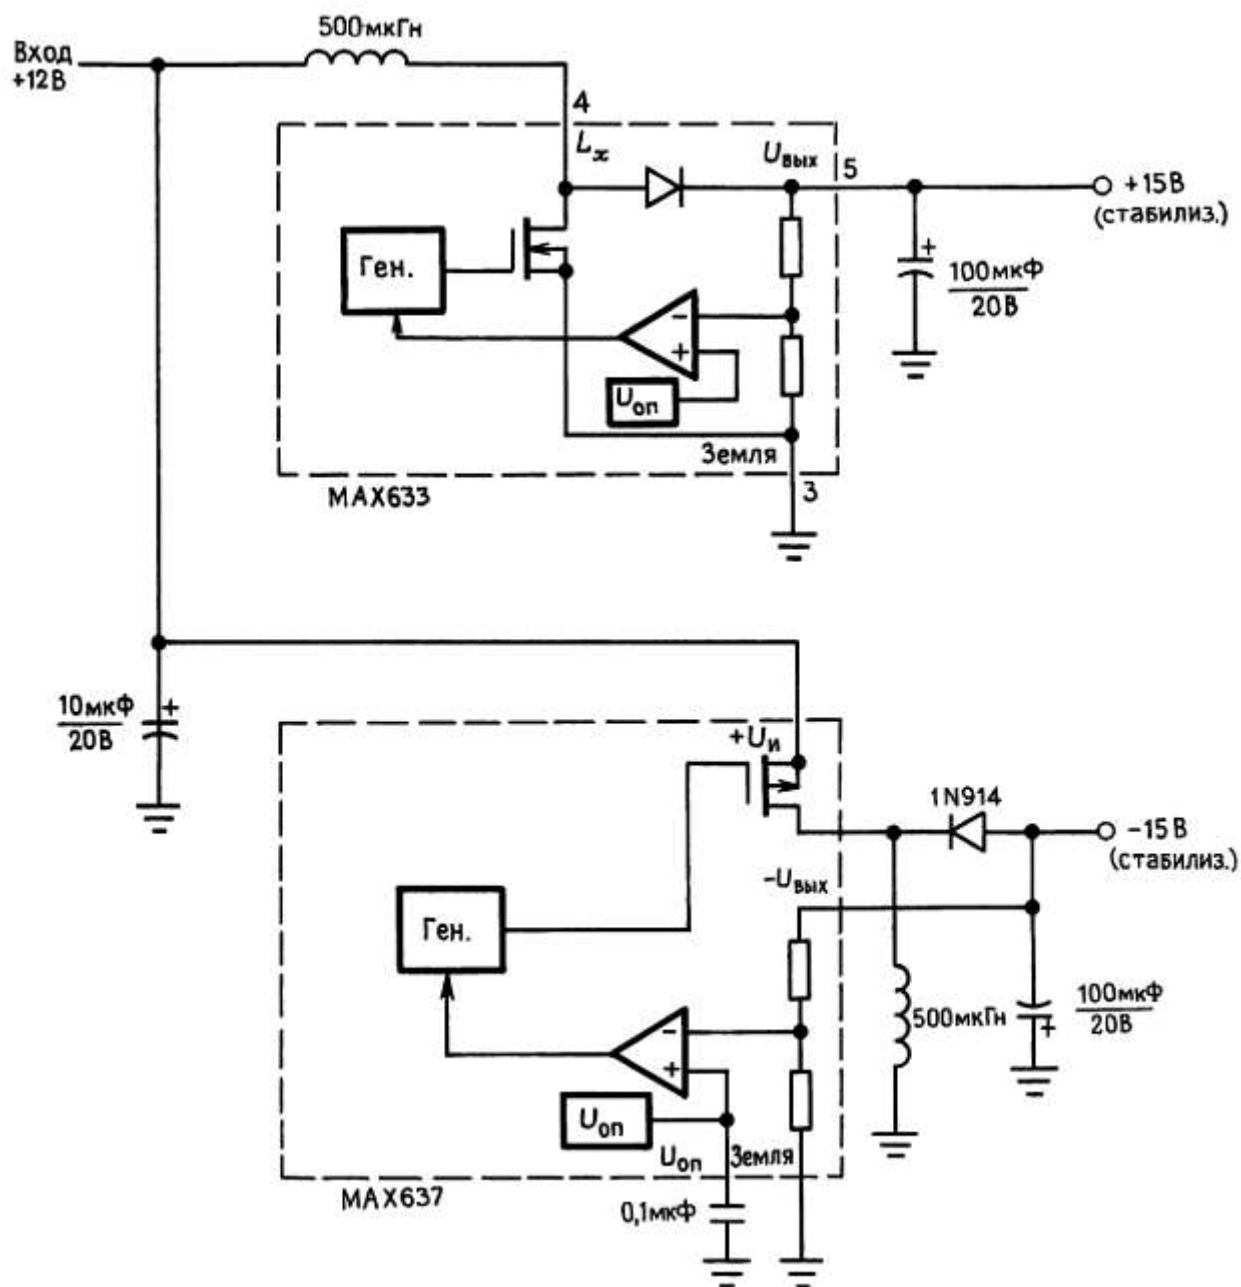 500мкГн
Вход
+12В
4
Lx
Uвых
5
+15В
(стабилиз.)
Ген.
+
100мкФ
20В
-
+
Uоп
Земля
3
MAX633
10мкФ
20В
+
+Uи
1N914
-15В
(стабилиз.)
-Uвых
Ген.
500мкГн
100мкФ
20В
+
-
+
Uоп
Uоп
Земля
MAX637
0,1мкФ